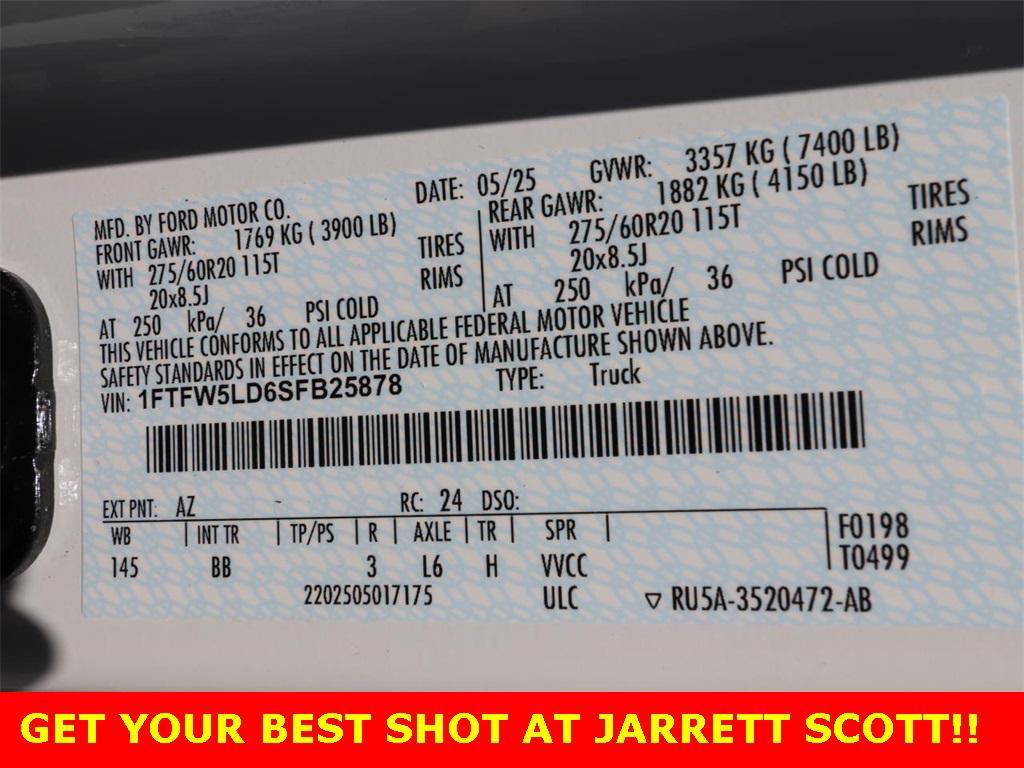 MFD. BY FORD MOTOR CO. DATE: 05/25 GVWR: 3357 KG ( 7400 LB)
FRONT GAWR: 1769 KG ( 3900 LB) REAR GAWR: 1882 KG ( 4150 LB)
WITH 275/60R20 115T TIRES WITH 275/60R20 115T TIRES
20x8.5J RIMS 20x8.5J RIMS
AT 250 kPa/ 36 PSI COLD AT 250 kPa/ 36 PSI COLD
THIS VEHICLE CONFORMS TO ALL APPLICABLE FEDERAL MOTOR VEHICLE
SAFETY STANDARDS IN EFFECT ON THE DATE OF MANUFACTURE SHOWN ABOVE.
VIN: 1FTFW5LD6SFB25878 TYPE: Truck
EXT PNT: AZ RC: 24 DSO:
WB | INT TR | TP/PS | R | AXLE | TR | SPR | F0198
145 BB 3 L6 H VVCC T0499
2202505017175 ULC ▽ RU5A-3520472-AB
GET YOUR BEST SHOT AT JARRETT SCOTT!!